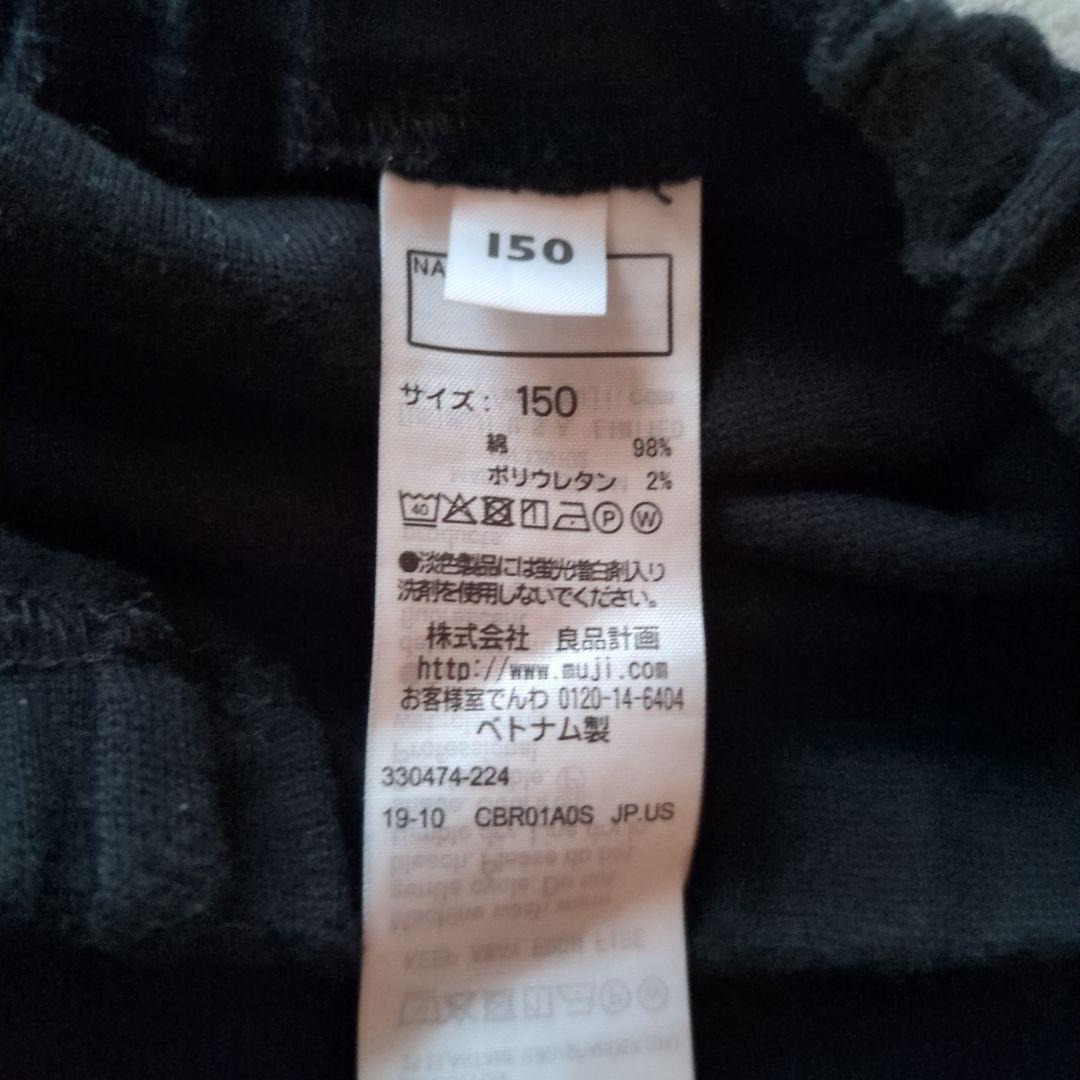 150
NA
サイズ: 150
綿 98%
ポリウレタン 2%
40 P W
●淡色製品には蛍光増白剤入り
洗剤を使用しないでください。
株式会社 良品計画
http://www.muji.com
お客様室でんわ 0120-14-6404
ベトナム製
330474-224
19-10 CBR01A0S JP.US